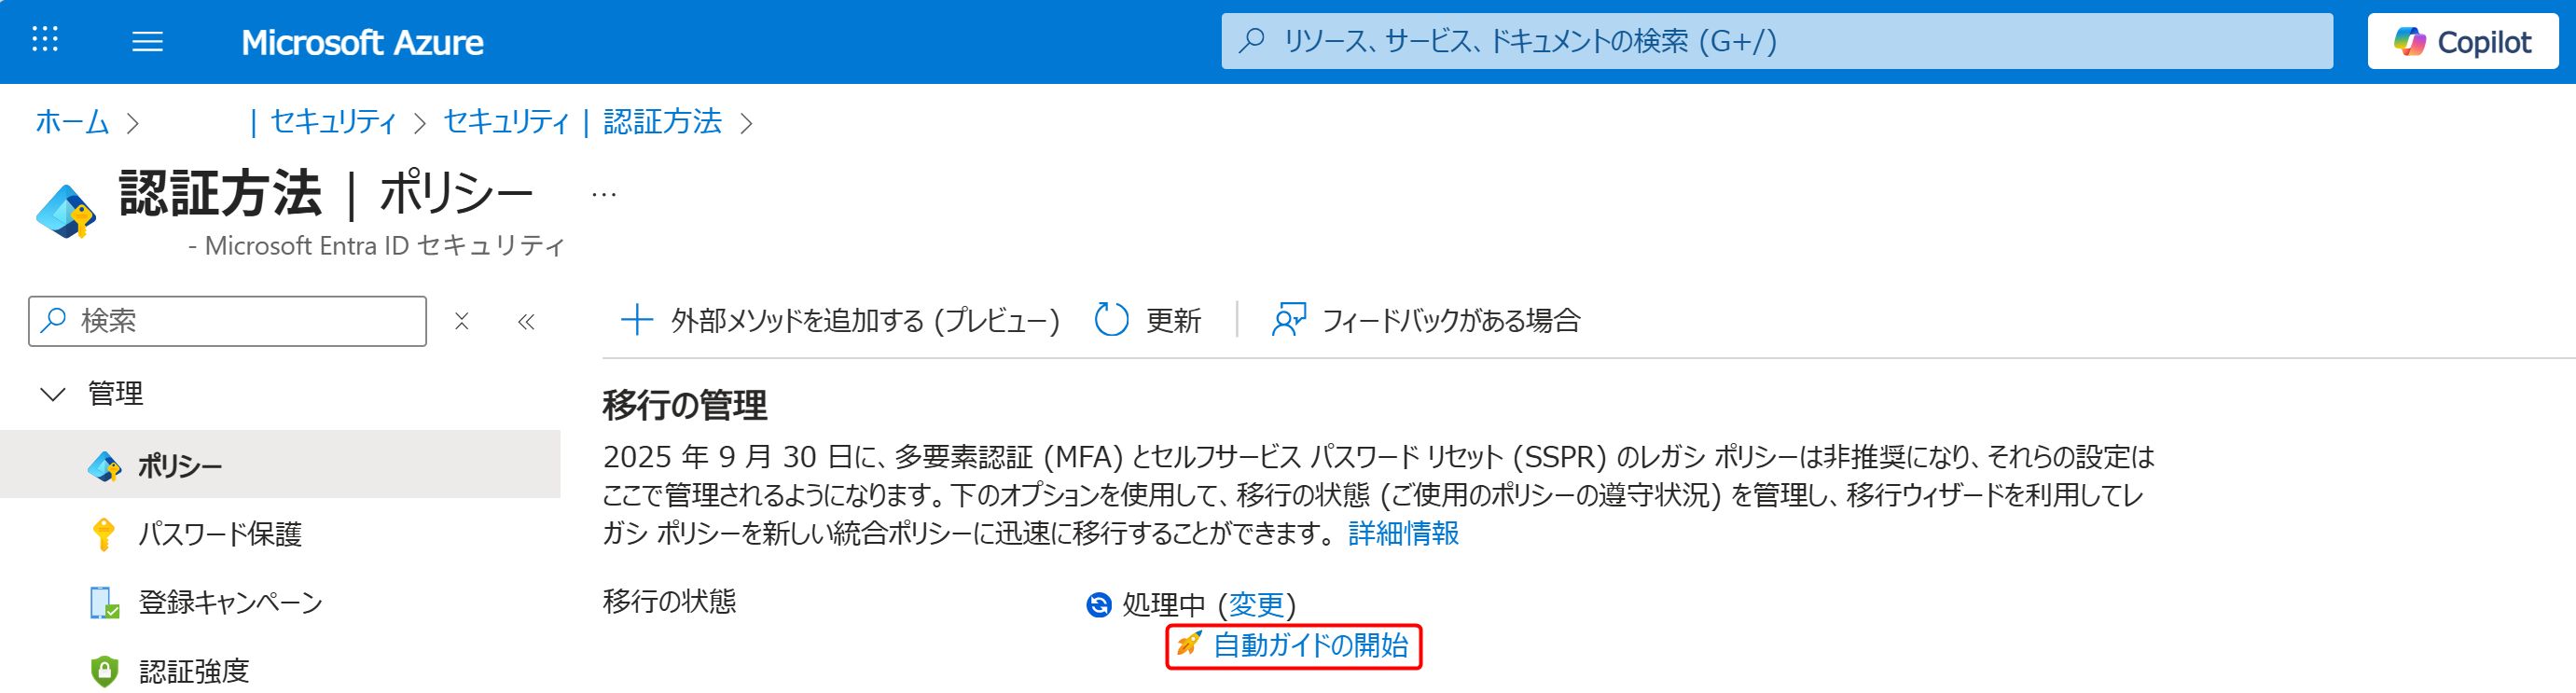 Microsoft Azure
リソース、サービス、ドキュメントの検索 (G+/)
Copilot
ホーム > | セキュリティ > セキュリティ | 認証方法 >
認証方法 | ポリシー ...
- Microsoft Entra ID セキュリティ
検索
外部メソッドを追加する (プレビュー) 更新 | フィードバックがある場合
管理
ポリシー
パスワード保護
登録キャンペーン
認証強度
移行の管理
2025 年 9 月 30 日に、多要素認証 (MFA) とセルフサービス パスワード リセット (SSPR) のレガシ ポリシーは非推奨になり、それらの設定は
ここで管理されるようになります。下のオプションを使用して、移行の状態 (ご使用のポリシーの遵守状況) を管理し、移行ウィザードを利用してレ
ガシ ポリシーを新しい統合ポリシーに迅速に移行することができます。 詳細情報
移行の状態
処理中 (変更)
自動ガイドの開始